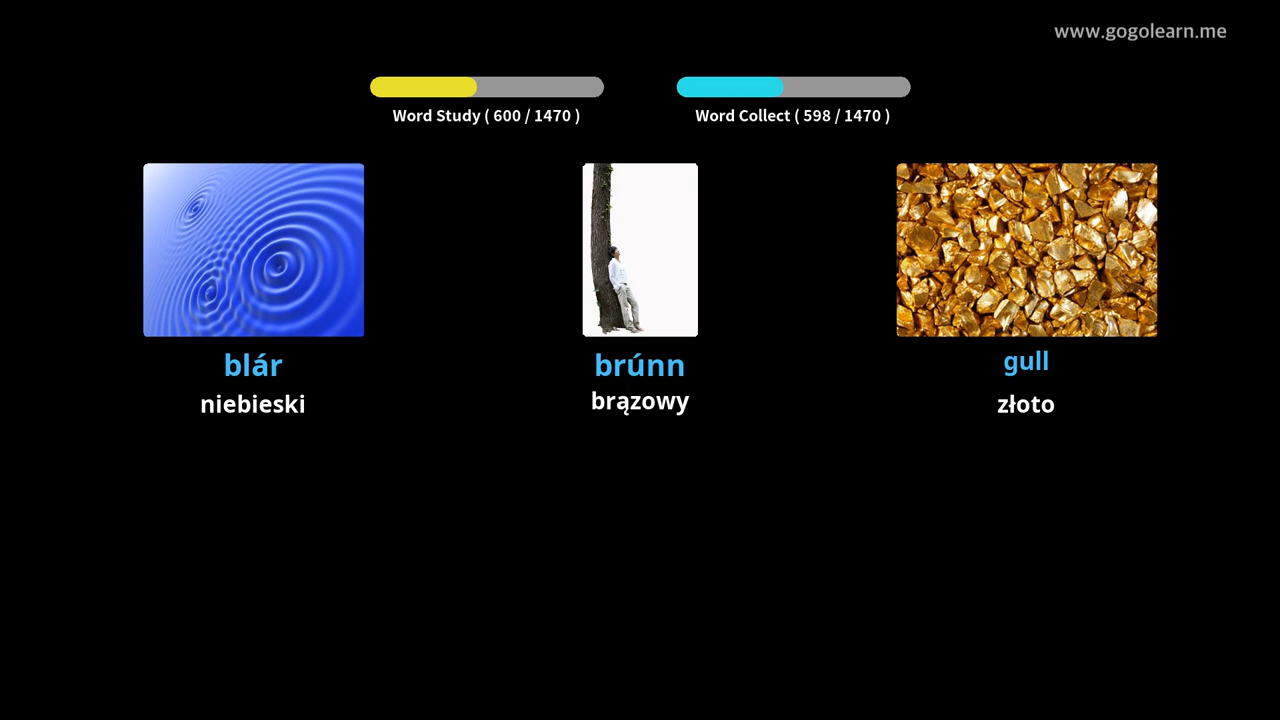 www.gogolearn.me
Word Study ( 600 / 1470 )
Word Collect ( 598 / 1470 )
blár
brúnn
gull
niebieski
brązowy
złoto